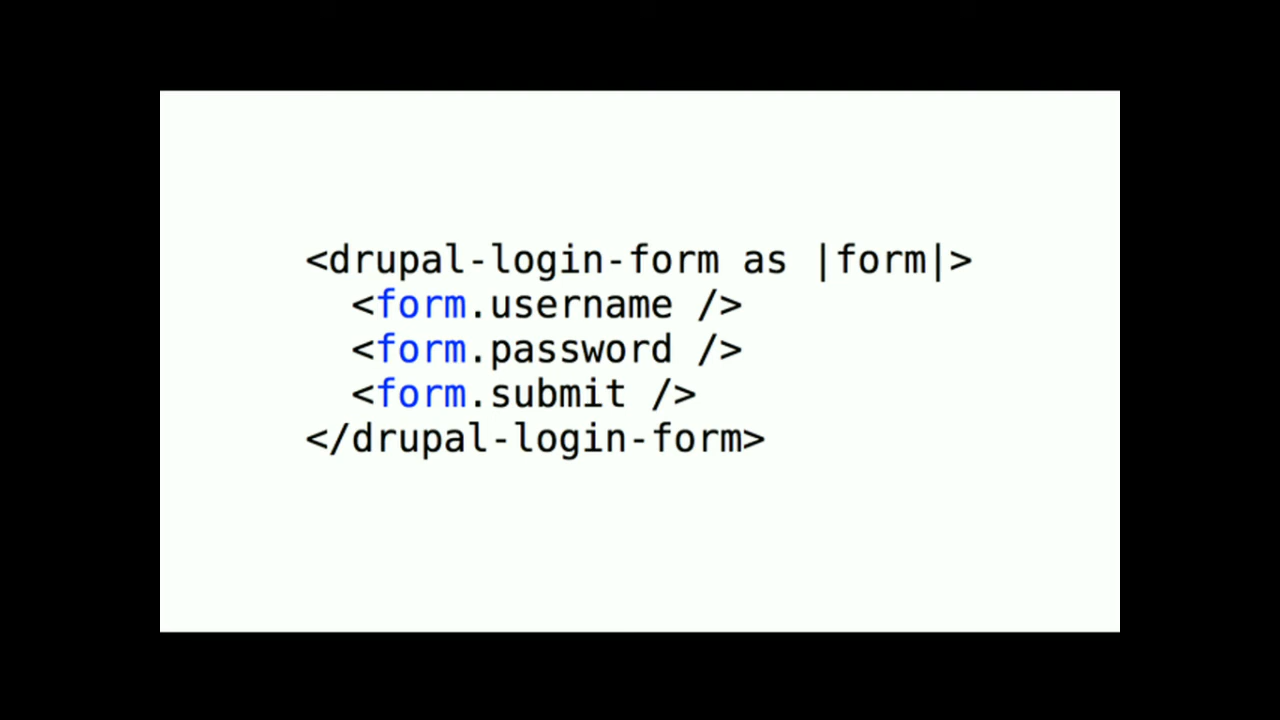 <drupal-login-form as |form|>
  <form.username />
  <form.password />
  <form.submit />
</drupal-login-form>